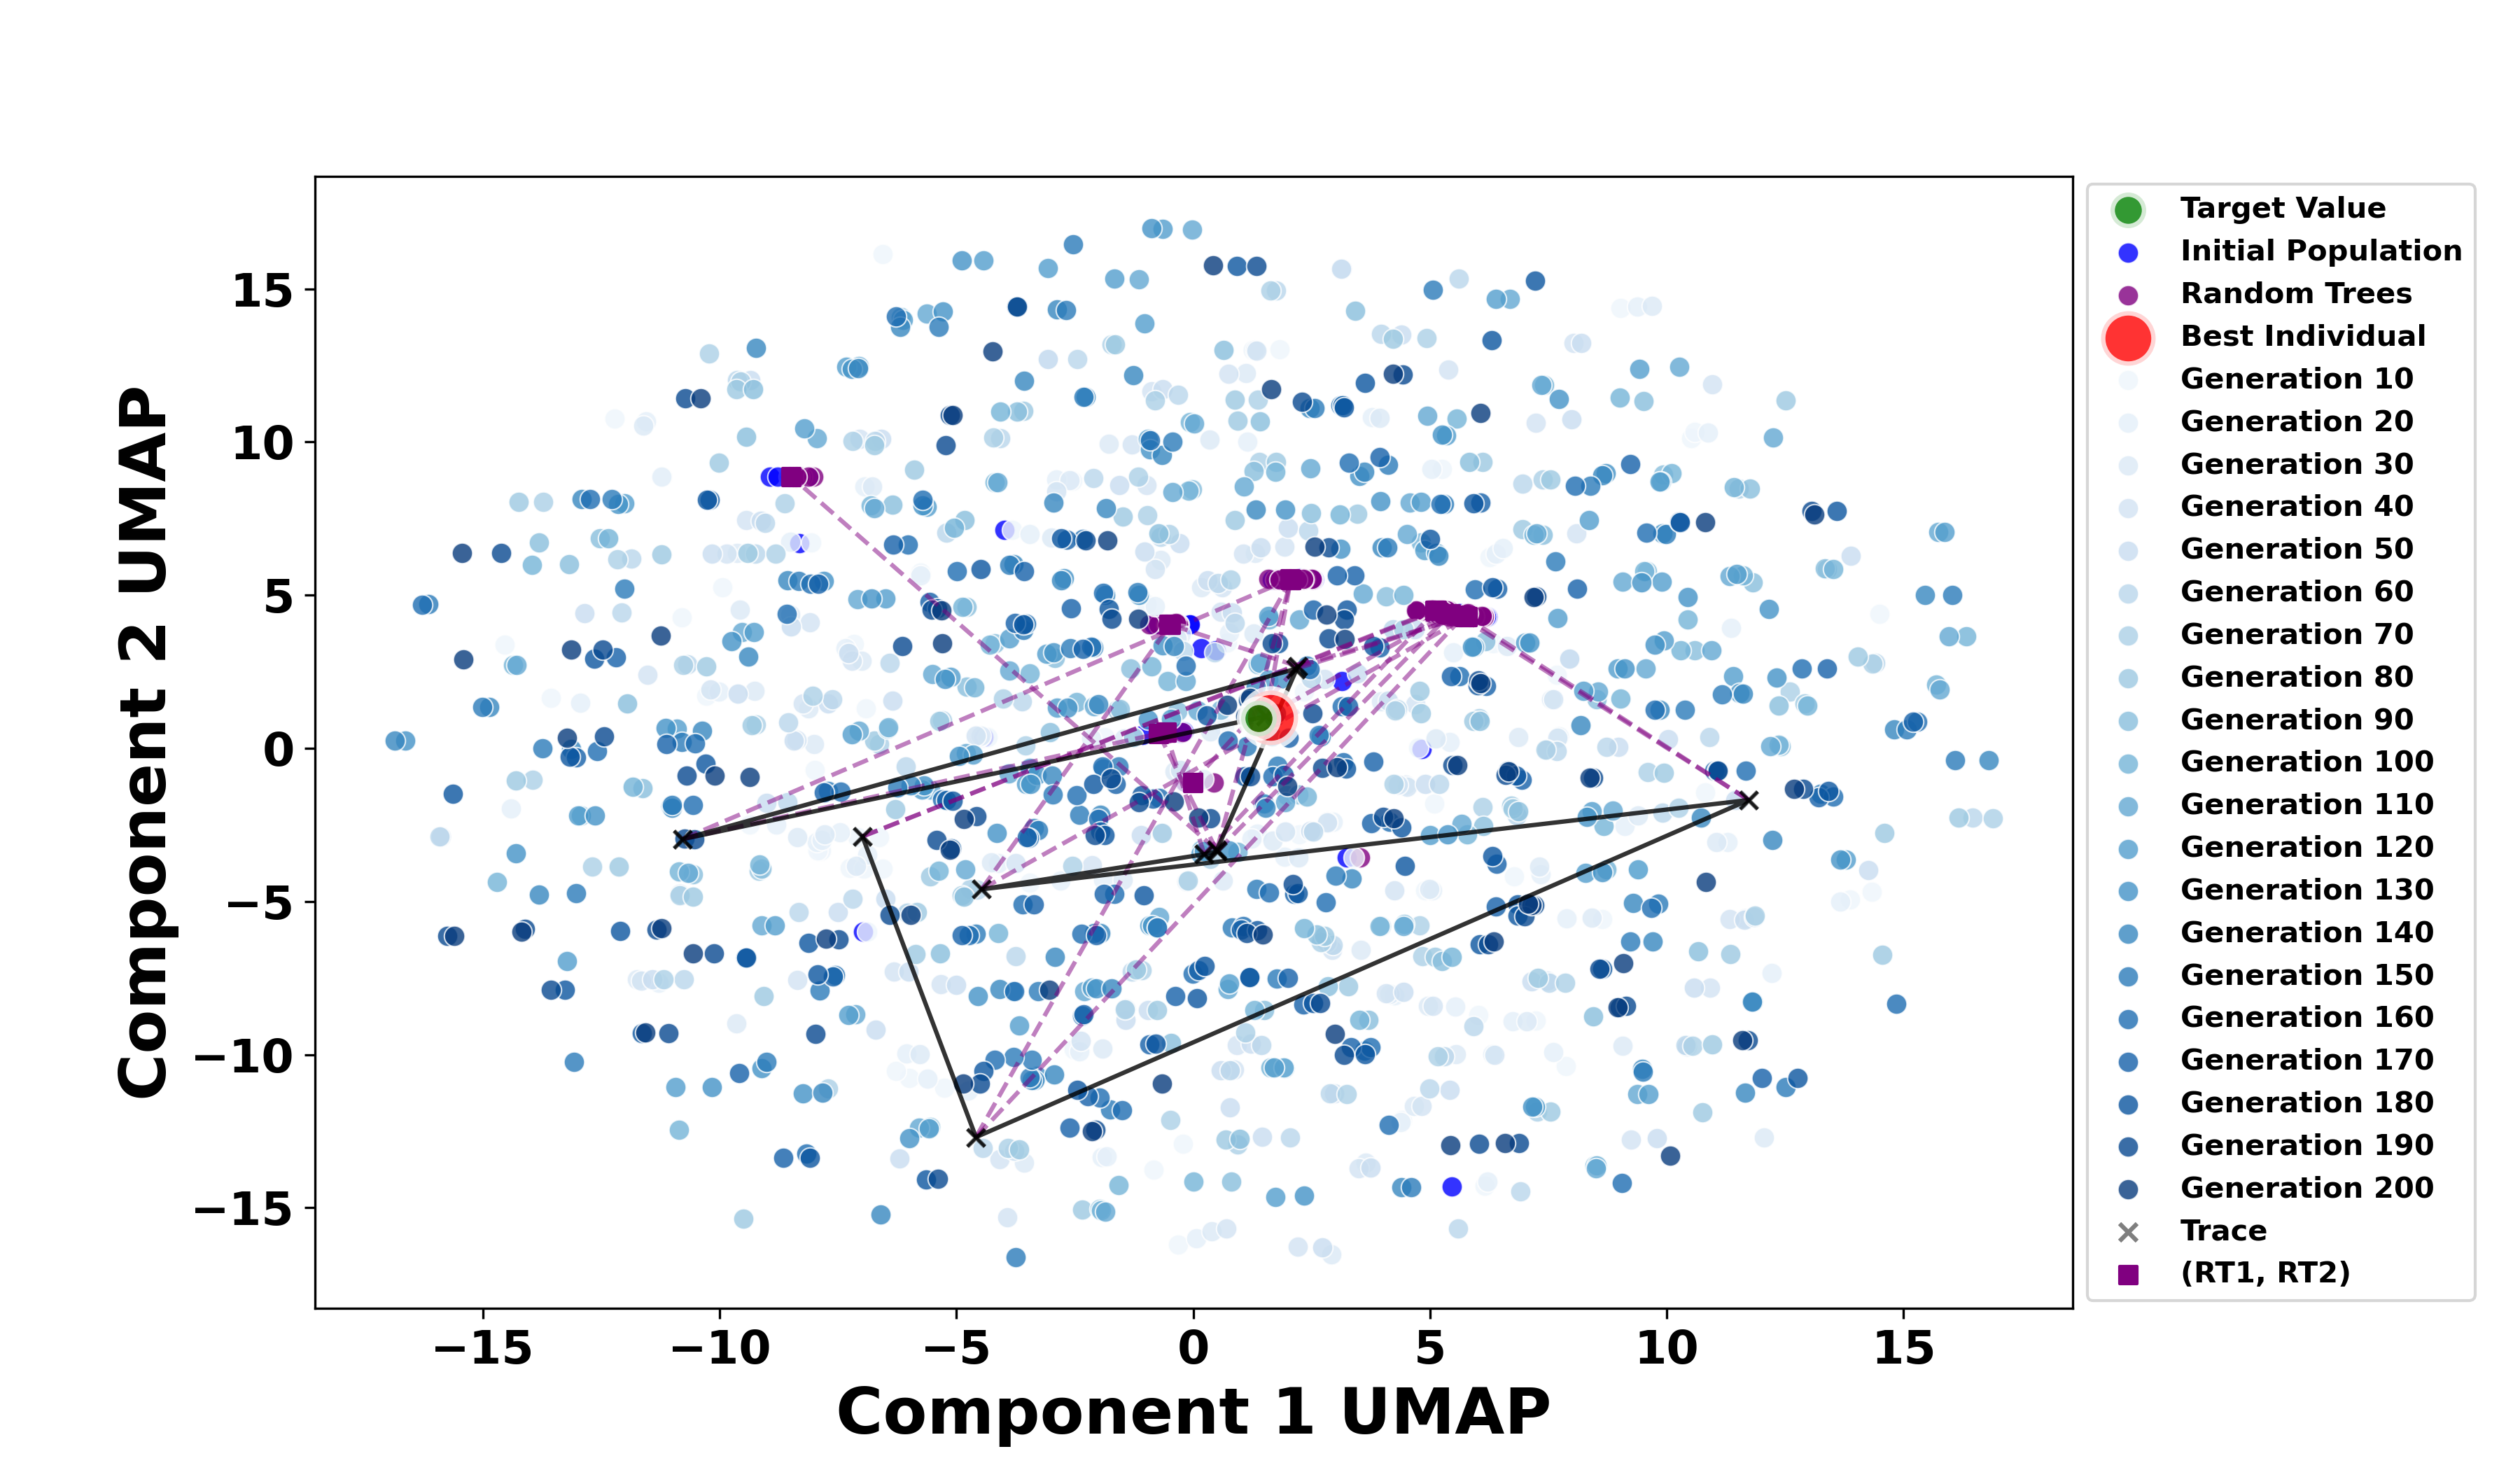 Component 2 UMAP
15
10
5
0
−5
−10
−15
−15
−10
−5
0
5
10
15
Component 1 UMAP
Target Value
Initial Population
Random Trees
Best Individual
Generation 10
Generation 20
Generation 30
Generation 40
Generation 50
Generation 60
Generation 70
Generation 80
Generation 90
Generation 100
Generation 110
Generation 120
Generation 130
Generation 140
Generation 150
Generation 160
Generation 170
Generation 180
Generation 190
Generation 200
Trace
(RT1, RT2)